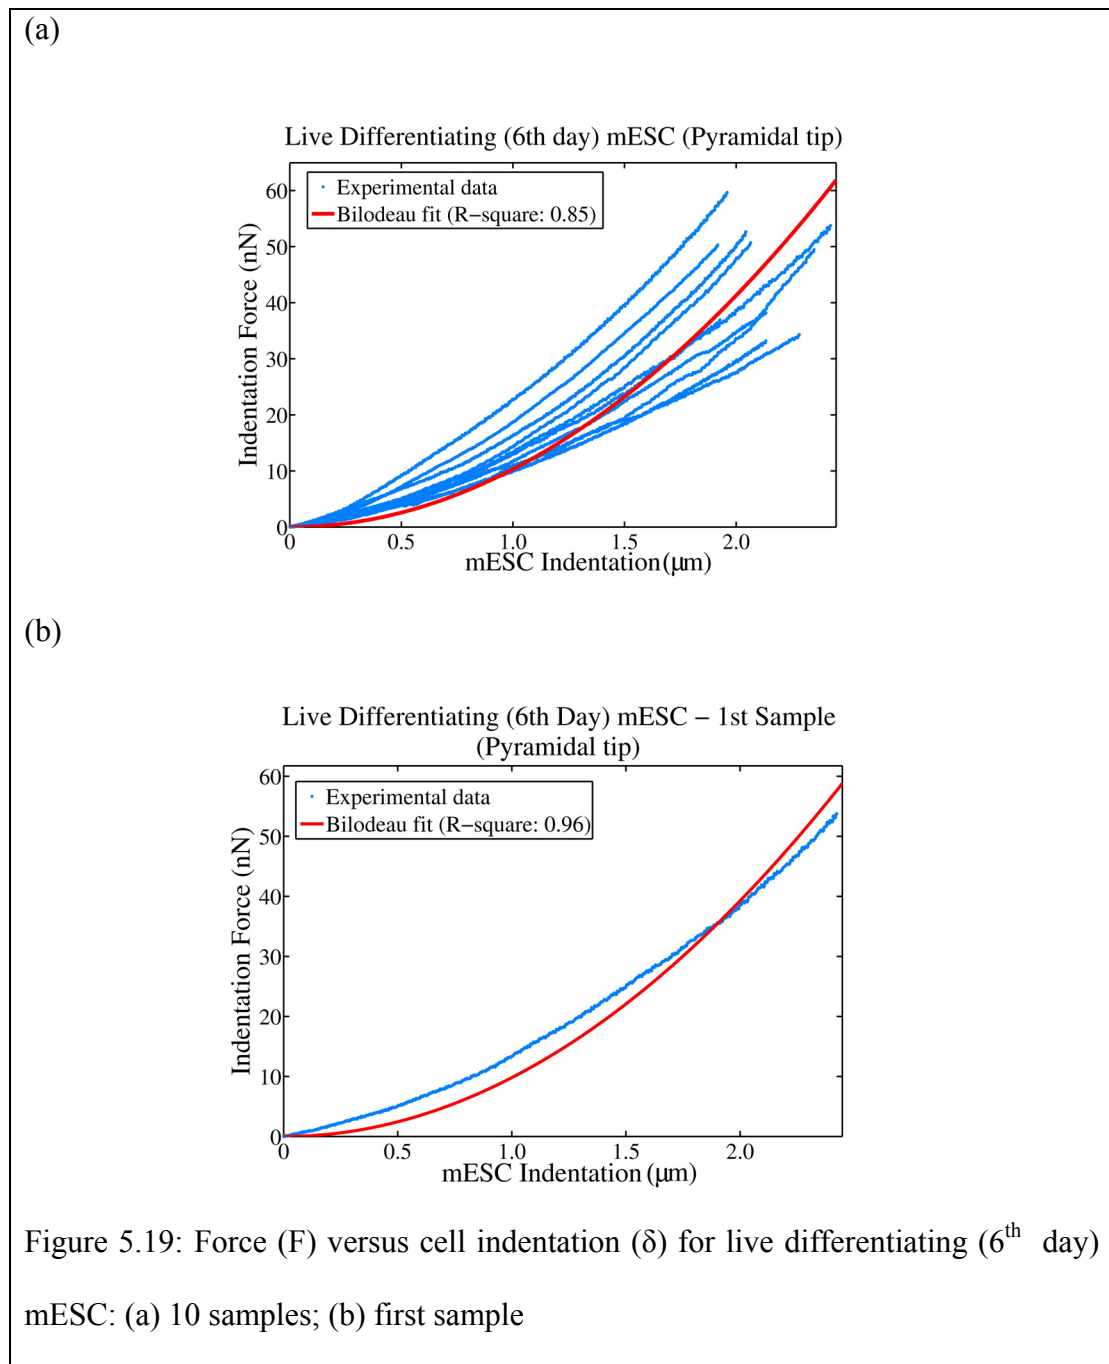 (a)
Live Differentiating (6th day) mESC (Pyramidal tip)
Experimental data
Bilodeau fit (R−square: 0.85)
Indentation Force (nN)
60
50
40
30
20
10
0
0 0.5 1.0 1.5 2.0
mESC Indentation (μm)
(b)
Live Differentiating (6th Day) mESC − 1st Sample
(Pyramidal tip)
Experimental data
Bilodeau fit (R−square: 0.96)
Indentation Force (nN)
60
50
40
30
20
10
0
0 0.5 1.0 1.5 2.0
mESC Indentation (μm)
Figure 5.19: Force (F) versus cell indentation (δ) for live differentiating (6th day)
mESC: (a) 10 samples; (b) first sample